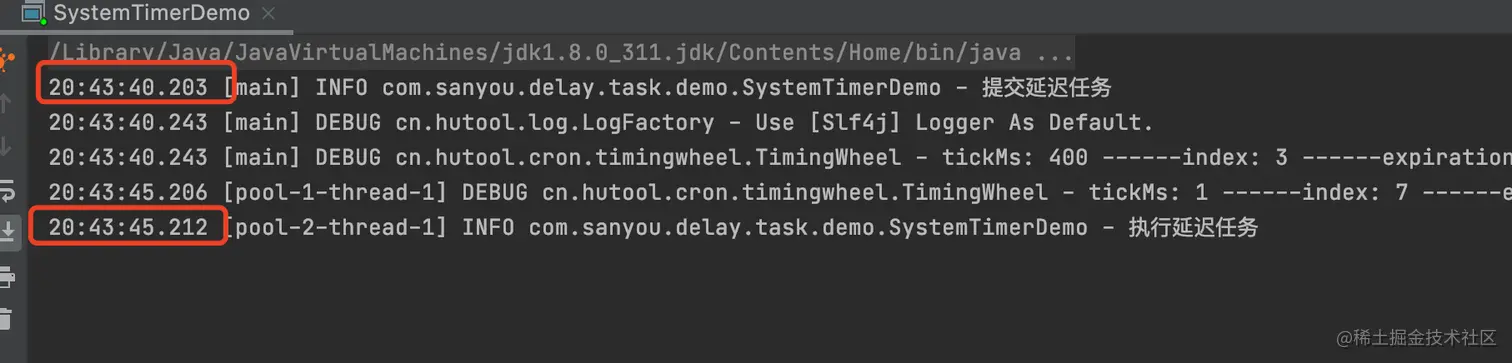 SystemTimerDemo
/Library/Java/JavaVirtualMachines/jdk1.8.0_311.jdk/Contents/Home/bin/java ...
20:43:40.203 [main] INFO com.sanyou.delay.task.demo.SystemTimerDemo - 提交延迟任务
20:43:40.243 [main] DEBUG cn.hutool.log.LogFactory - Use [Slf4j] Logger As Default.
20:43:40.243 [main] DEBUG cn.hutool.cron.timingwheel.TimingWheel - tickMs: 400 ------index: 3 ------expiration
20:43:45.206 [pool-1-thread-1] DEBUG cn.hutool.cron.timingwheel.TimingWheel - tickMs: 1 ------index: 7 ------e
20:43:45.212 [pool-2-thread-1] INFO com.sanyou.delay.task.demo.SystemTimerDemo - 执行延迟任务
@稀土掘金技术社区